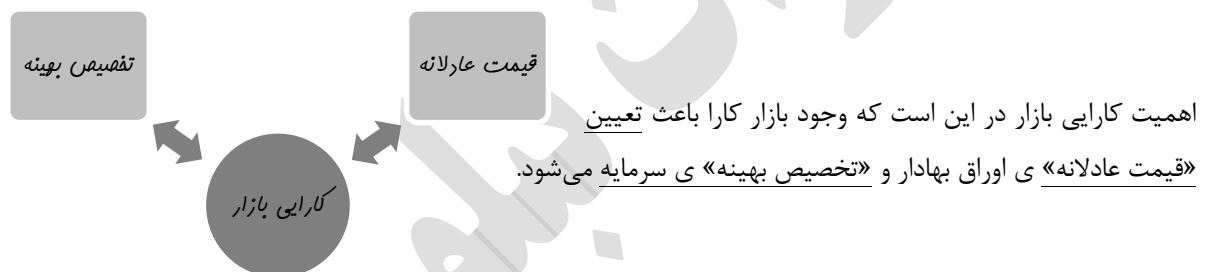 تخصیص بهینه
قیمت عادلانه
اهمیت کارایی بازار در این است که وجود بازار کارا باعث تعیین
«قیمت عادلانه» ی اوراق بهادار و «تخصیص بهینه» ی سرمایه می‌شود.
کارایی بازار